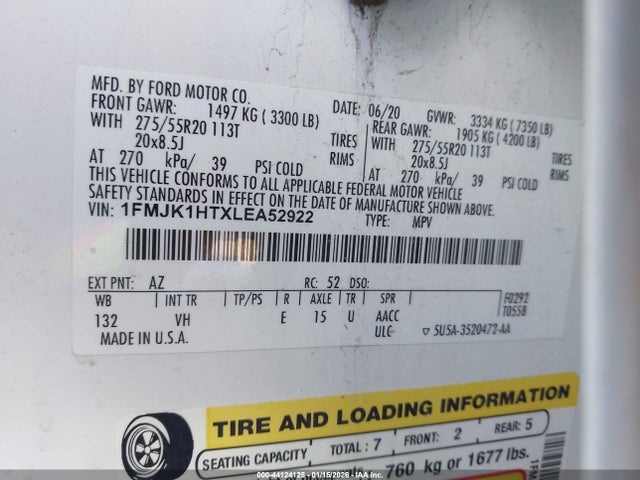 MFD. BY FORD MOTOR CO.
DATE: 06/20 GVWR: 3334 KG ( 7350 LB)
FRONT GAWR: 1497 KG ( 3300 LB)
REAR GAWR: 1905 KG ( 4200 LB)
WITH 275/55R20 113T TIRES
WITH 275/55R20 113T TIRES
20x8.5J RIMS
20x8.5J RIMS
AT 270 kPa/ 39 PSI COLD
AT 270 kPa/ 39 PSI COLD
THIS VEHICLE CONFORMS TO ALL APPLICABLE FEDERAL MOTOR VEHICLE
SAFETY STANDARDS IN EFFECT ON THE DATE OF MANUFACTURE SHOWN ABOVE.
VIN: 1FMJK1HTXLEA52922 TYPE: MPV
EXT PNT: AZ RC: 52 DSO:
WB INT TR TP/PS R AXLE TR SPR F0292
132 VH E 15 U AACC T0558
ULC ▽ 5U5A-3520472-AA
MADE IN U.S.A.
TIRE AND LOADING INFORMATION
SEATING CAPACITY TOTAL: 7 FRONT: 2 REAR: 5
760 kg or 1677 lbs.
000-44124125 - 01/15/2026 - IAA Inc.